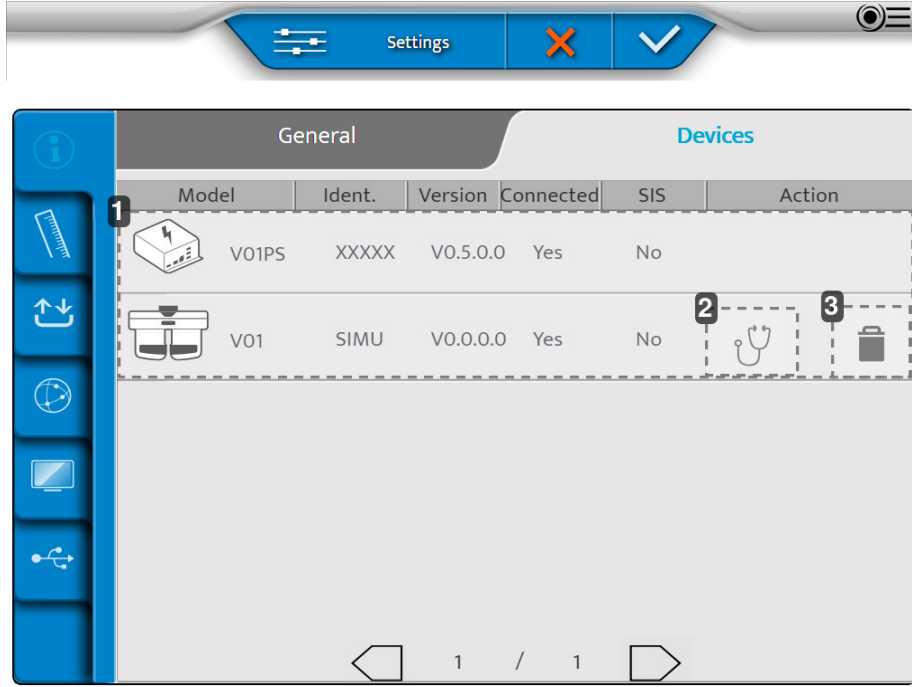 Settings
General Devices
Model Ident. Version Connected SIS Action
1
V01PS XXXXX V0.5.0.0 Yes No
2 3
V01 SIMU V0.0.0.0 Yes No
1 / 1